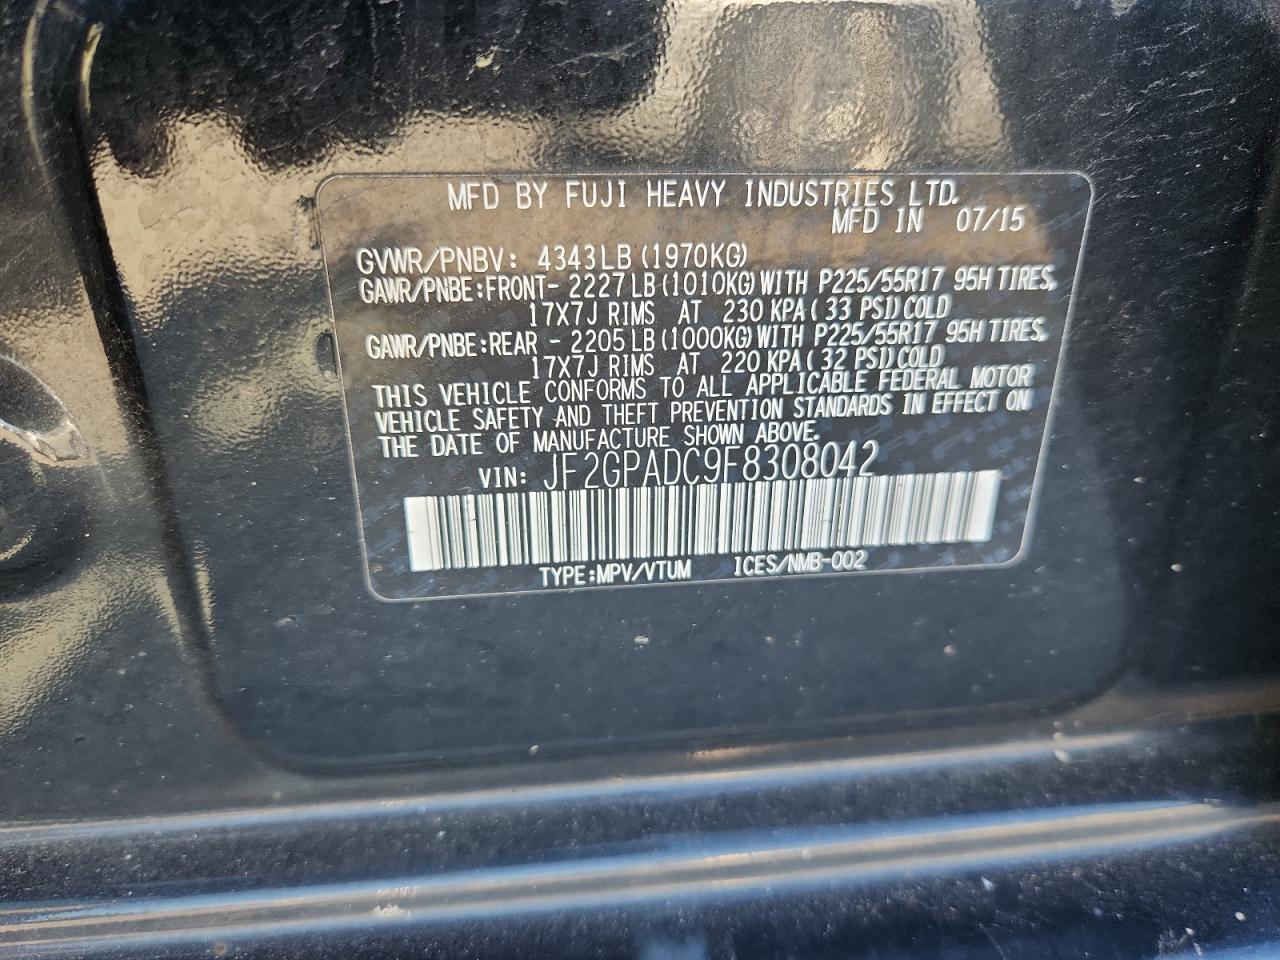 MFD BY FUJI HEAVY INDUSTRIES LTD.
MFD IN 07/15
GVWR/PNBV: 4343LB (1970KG)
GAWR/PNBE:FRONT- 2227LB (1010KG) WITH P225/55R17 95H TIRES,
17X7J RIMS AT 230 KPA (33 PSI) COLD
GAWR/PNBE:REAR - 2205LB (1000KG) WITH P225/55R17 95H TIRES,
17X7J RIMS AT 220 KPA (32 PSI) COLD
THIS VEHICLE CONFORMS TO ALL APPLICABLE FEDERAL MOTOR
VEHICLE SAFETY AND THEFT PREVENTION STANDARDS IN EFFECT ON
THE DATE OF MANUFACTURE SHOWN ABOVE.
VIN: JF2GPADC9F8308042
TYPE:MPV/VTUM ICES/NMB-002